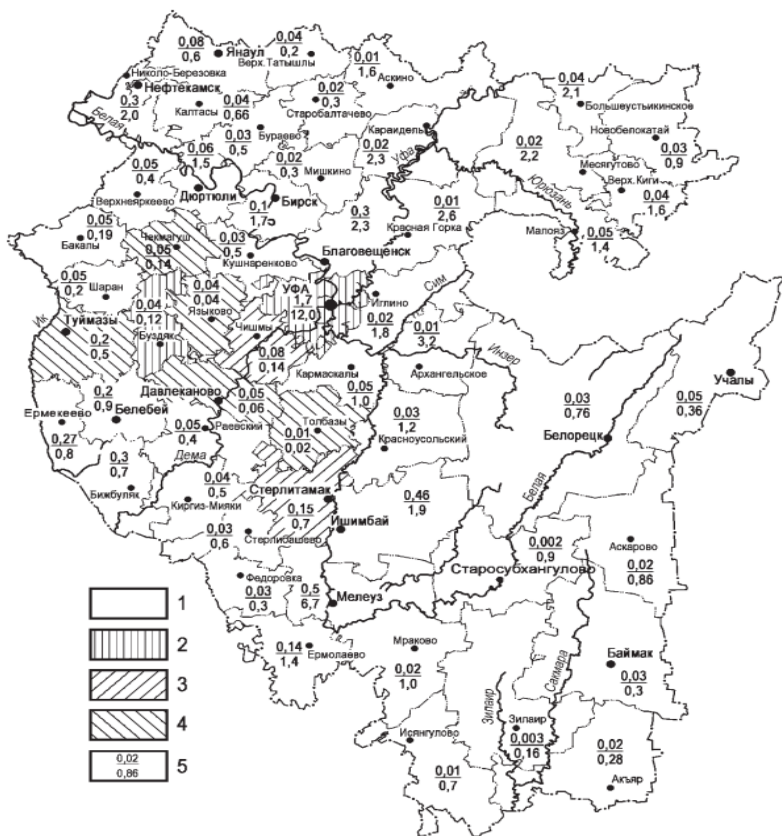 0,08
0,6
Янаул
0,04
0,2
Верх.Татышлы
0,01
1,6
Аскино
Николо-Березовка
Нефтекамск
0,3
2,0
Белая
Калтасы
0,04
0,66
0,02
0,3
Старобалтачево
0,04
2,1
Большеустьикинское
Новобелокатай
0,03
0,9
Караидель
0,02
2,3
Уфа
0,02
2,2
Месягутово
Верх.Киги
0,04
1,6
0,03
0,5
Бураево
0,06
1,5
Дюртюли
0,02
0,3
Мишкино
0,05
0,4
Верхнеяркеево
0,1
1,7
Бирск
0,3
2,3
0,01
2,6
Красная Горка
Юрюзань
Малояз
0,05
1,4
0,05
0,19
Бакалы
Чекмагуш
0,05
0,14
0,03
0,5
Кушнаренково
Благовещенск
0,05
0,2
Шаран
0,04
0,12
Буздяк
0,04
0,04
Языково
УФА
1,7
12,0
Иглино
0,02
1,8
Сим
0,01
3,2
Инзер
Ик
Туймазы
0,2
0,5
Чишмы
0,08
0,14
Кармаскалы
0,05
1,0
Архангельское
Учалы
0,05
0,36
0,03
0,76
Белорецк
Давлеканово
0,05
0,06
Раевский
Толбазы
0,01
0,02
0,03
1,2
Красноусольский
0,2
0,9
Белебей
Ермекеево
0,27
0,8
0,05
0,4
Дема
0,3
0,7
Бижбуляк
0,04
0,5
Киргиз-Мияки
Стерлитамак
0,15
0,7
Ишимбай
0,46
1,9
Белая
0,03
0,6
Стерлибашево
0,002
0,9
Старосубхангулово
Аскарово
0,02
0,86
Федоровка
0,03
0,3
0,5
6,7
Мелеуз
0,14
1,4
Ермолаево
Мраково
0,02
1,0
Баймак
0,03
0,3
Сакмара
Зилаир
Зилаир
0,003
0,16
Исянгулово
0,01
0,7
0,02
0,28
Акъяр
1
2
3
4
0,02
0,86
5